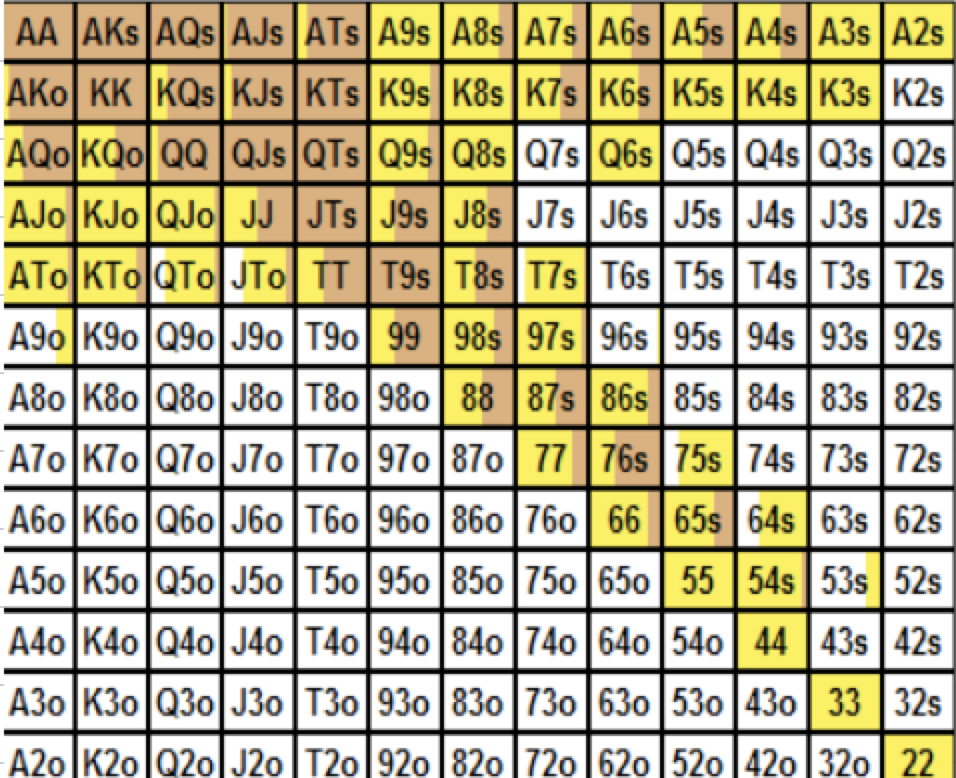 AA AKs AQs AJs ATs A9s A8s A7s A6s A5s A4s A3s A2s
AKo KK KQs KJs KTs K9s K8s K7s K6s K5s K4s K3s K2s
AQo KQo QQ QJs QTs Q9s Q8s Q7s Q6s Q5s Q4s Q3s Q2s
AJo KJo QJo JJ JTs J9s J8s J7s J6s J5s J4s J3s J2s
ATo KTo QTo JTo TT T9s T8s T7s T6s T5s T4s T3s T2s
A9o K9o Q9o J9o T9o 99 98s 97s 96s 95s 94s 93s 92s
A8o K8o Q8o J8o T8o 98o 88 87s 86s 85s 84s 83s 82s
A7o K7o Q7o J7o T7o 97o 87o 77 76s 75s 74s 73s 72s
A6o K6o Q6o J6o T6o 96o 86o 76o 66 65s 64s 63s 62s
A5o K5o Q5o J5o T5o 95o 85o 75o 65o 55 54s 53s 52s
A4o K4o Q4o J4o T4o 94o 84o 74o 64o 54o 44 43s 42s
A3o K3o Q3o J3o T3o 93o 83o 73o 63o 53o 43o 33 32s
A2o K2o Q2o J2o T2o 92o 82o 72o 62o 52o 42o 32o 22